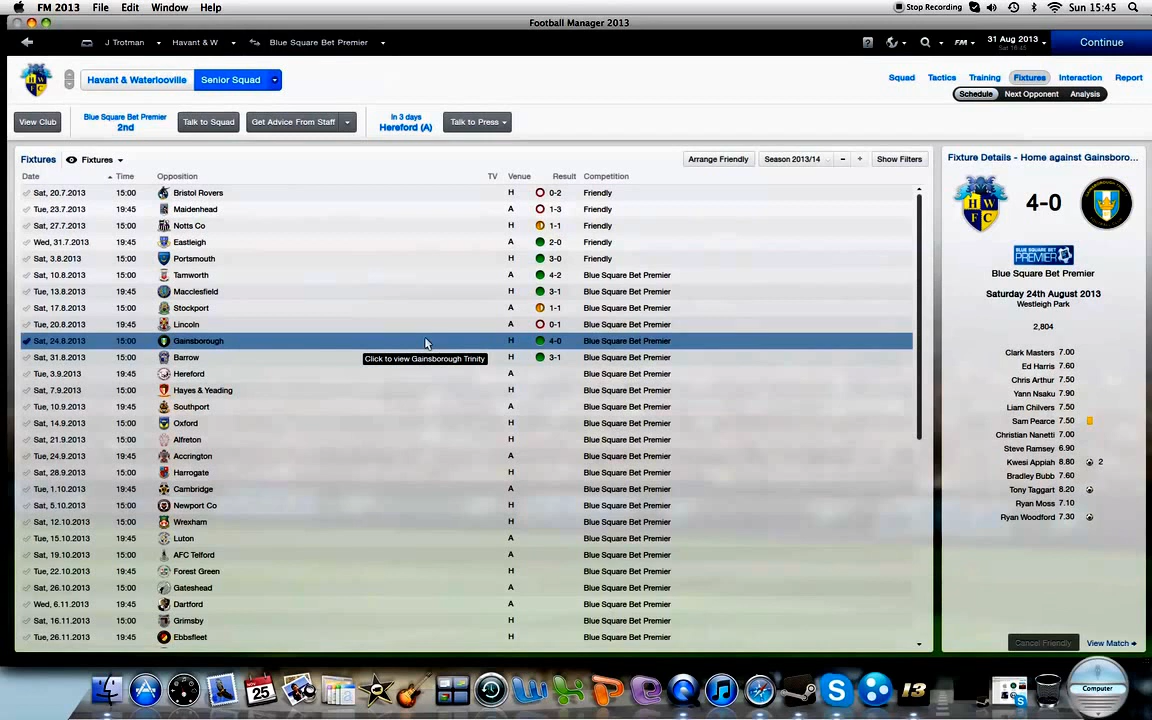 FM 2013 File Edit Window Help Stop Recording Sun 15:45
Football Manager 2013
J Trotman Havant & W Blue Square Bet Premier FM 31 Aug 2013 Continue
Sat 16:45
Havant & Waterlooville Senior Squad Squad Tactics Training Fixtures Interaction Report
Schedule Next Opponent Analysis
View Club Blue Square Bet Premier 2nd Talk to Squad Get Advice From Staff In 3 days Hereford (A) Talk to Press
Fixtures Fixtures Arrange Friendly Season 2013/14 - + Show Filters
Date Time Opposition TV Venue Result Competition
Sat, 20.7.2013 15:00 Bristol Rovers H 0-2 Friendly
Tue, 23.7.2013 19:45 Maidenhead A 1-3 Friendly
Sat, 27.7.2013 15:00 Notts Co H 1-1 Friendly
Wed, 31.7.2013 19:45 Eastleigh A 2-0 Friendly
Sat, 3.8.2013 15:00 Portsmouth H 3-0 Friendly
Sat, 10.8.2013 15:00 Tamworth A 4-2 Blue Square Bet Premier
Tue, 13.8.2013 19:45 Macclesfield H 3-1 Blue Square Bet Premier
Sat, 17.8.2013 15:00 Stockport A 1-1 Blue Square Bet Premier
Tue, 20.8.2013 19:45 Lincoln A 0-1 Blue Square Bet Premier
Sat, 24.8.2013 15:00 Gainsborough H 4-0 Blue Square Bet Premier
Sat, 31.8.2013 15:00 Barrow H 3-1 Blue Square Bet Premier
Click to view Gainsborough Trinity
Tue, 3.9.2013 19:45 Hereford A Blue Square Bet Premier
Sat, 7.9.2013 15:00 Hayes & Yeading H Blue Square Bet Premier
Tue, 10.9.2013 19:45 Southport A Blue Square Bet Premier
Sat, 14.9.2013 15:00 Oxford H Blue Square Bet Premier
Sat, 21.9.2013 15:00 Alfreton H Blue Square Bet Premier
Tue, 24.9.2013 19:45 Accrington A Blue Square Bet Premier
Sat, 28.9.2013 15:00 Harrogate H Blue Square Bet Premier
Tue, 1.10.2013 19:45 Cambridge A Blue Square Bet Premier
Sat, 5.10.2013 15:00 Newport Co H Blue Square Bet Premier
Sat, 12.10.2013 15:00 Wrexham H Blue Square Bet Premier
Tue, 15.10.2013 19:45 Luton A Blue Square Bet Premier
Sat, 19.10.2013 15:00 AFC Telford A Blue Square Bet Premier
Tue, 22.10.2013 19:45 Forest Green H Blue Square Bet Premier
Sat, 26.10.2013 15:00 Gateshead A Blue Square Bet Premier
Wed, 6.11.2013 19:45 Dartford A Blue Square Bet Premier
Sat, 16.11.2013 15:00 Grimsby H Blue Square Bet Premier
Tue, 26.11.2013 19:45 Ebbsfleet H Blue Square Bet Premier
Fixture Details - Home against Gainsboro...
4-0
BLUE SQUARE BET
PREMIER
Blue Square Bet Premier
Saturday 24th August 2013
Westleigh Park
2,804
Clark Masters 7.00
Ed Harris 7.60
Chris Arthur 7.50
Yann Nsaku 7.90
Liam Chilvers 7.50
Sam Pearce 7.50
Christian Nanetti 7.00
Steve Ramsey 6.90
Kwesi Appiah 8.80 2
Bradley Bubb 7.60
Tony Taggart 8.20
Ryan Moss 7.10
Ryan Woodford 7.30
Cancel Friendly View Match
NOV 25
13
Computer